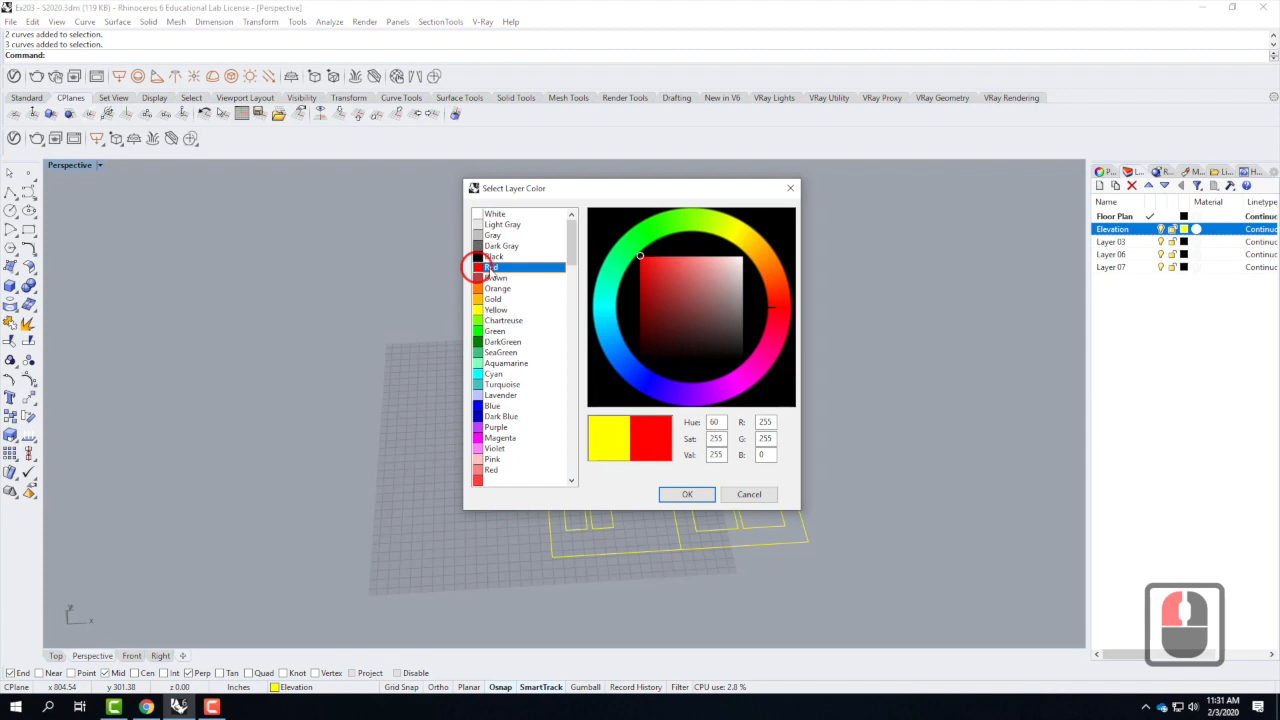 Ex203 - S2020.3dm (119 KB) - Rhinoceros 6 Educational Lab License - [Perspective]
File Edit View Curve Surface Solid Mesh Dimension Transform Tools Analyze Render Panels SectionTools V-Ray Help
2 curves added to selection.
3 curves added to selection.
Command:
Standard CPlanes Set View Display Select Viewport Layout Visibility Transform Curve Tools Surface Tools Solid Tools Mesh Tools Render Tools Drafting New in V6 VRay Lights VRay Utility VRay Proxy VRay Geometry VRay Rendering
Perspective
Select Layer Color
White
Light Gray
Gray
Dark Gray
Black
Red
Brown
Orange
Gold
Yellow
Chartreuse
Green
DarkGreen
SeaGreen
Aquamarine
Cyan
Turquoise
Lavender
Blue
Dark Blue
Purple
Magenta
Violet
Pink
Red
Hue: 60 R: 255
Sat: 255 G: 255
Val: 255 B: 0
OK Cancel
P... L... R... M... Li... H...
Name Material Linetype
Floor Plan Continuc
Elevation Continuc
Layer 03 Continuc
Layer 06 Continuc
Layer 07 Continuc
Z
x
Top Perspective Front Right
End Near Point Mid Cen Int Perp Tan Quad Knot Vertex Project Disable
CPlane x 804.54 y 301.38 z 0.00 Inches Elevation Grid Snap Ortho Planar Osnap SmartTrack Gumball Record History Filter CPU use: 2.8 %
11:31 AM
2/3/2020